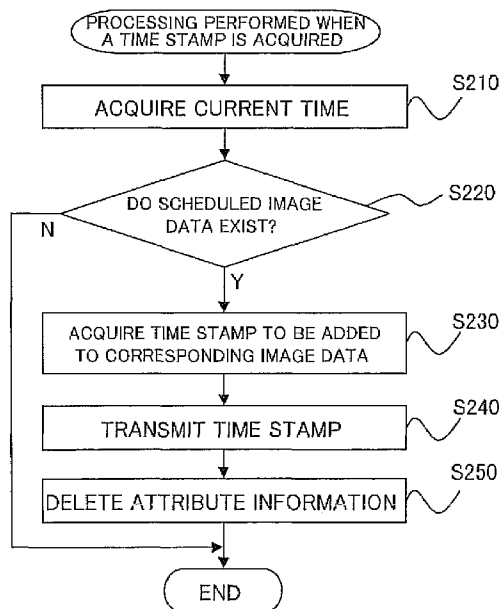 PROCESSING PERFORMED WHEN
A TIME STAMP IS ACQUIRED
S210
ACQUIRE CURRENT TIME
S220
DO SCHEDULED IMAGE
DATA EXIST?
N
Y
S230
ACQUIRE TIME STAMP TO BE ADDED
TO CORRESPONDING IMAGE DATA
S240
TRANSMIT TIME STAMP
S250
DELETE ATTRIBUTE INFORMATION
END